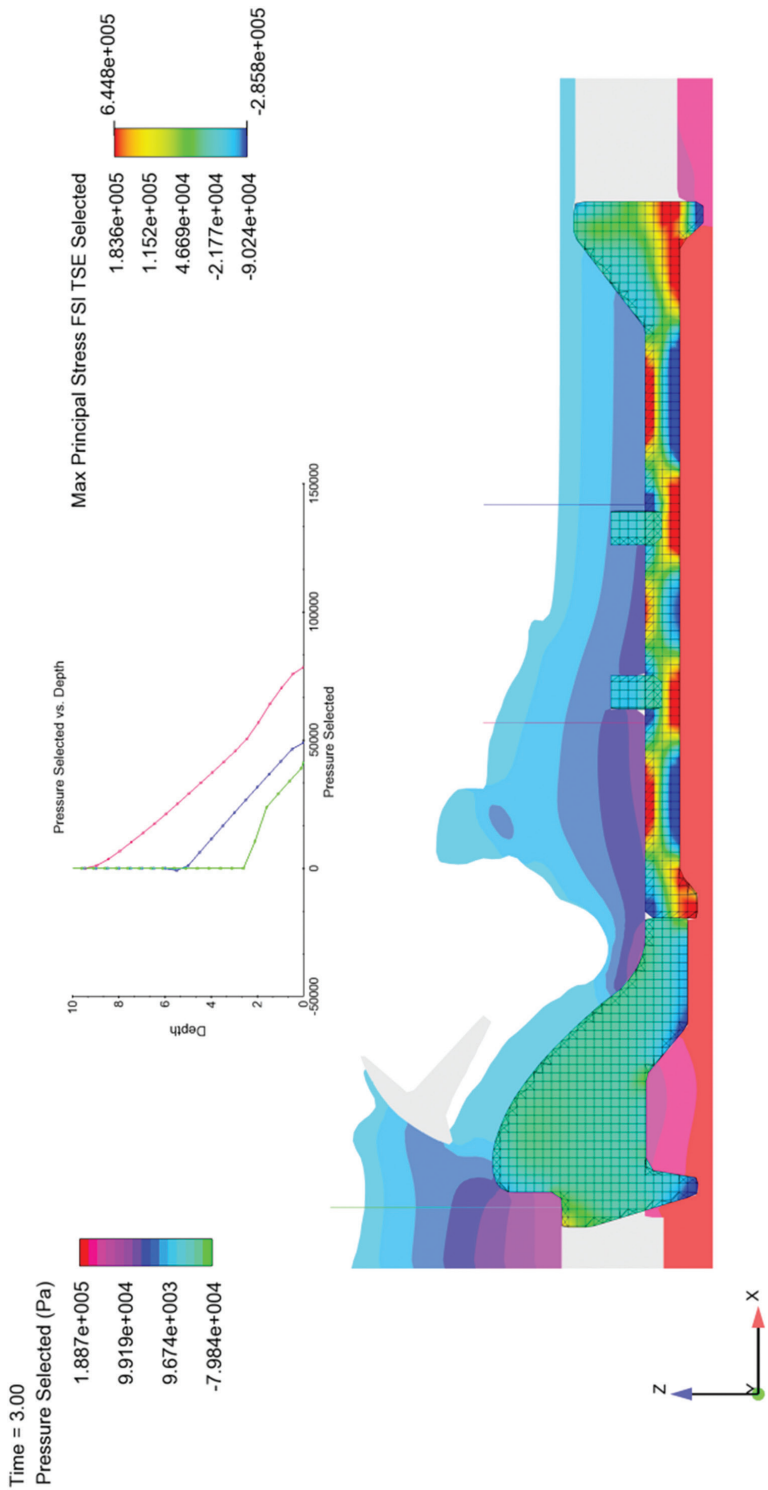 Time = 3.00
Pressure Selected (Pa)
1.887e+005
9.919e+004
9.674e+003
-7.984e+004
Pressure Selected vs. Depth
Depth
10
8
6
4
2
0
-50000
0
50000
100000
150000
Pressure Selected
Max Principal Stress FSI TSE Selected
1.836e+005
6.448e+005
1.152e+005
4.669e+004
-2.177e+004
-9.024e+004
-2.858e+005
Z
Y
X